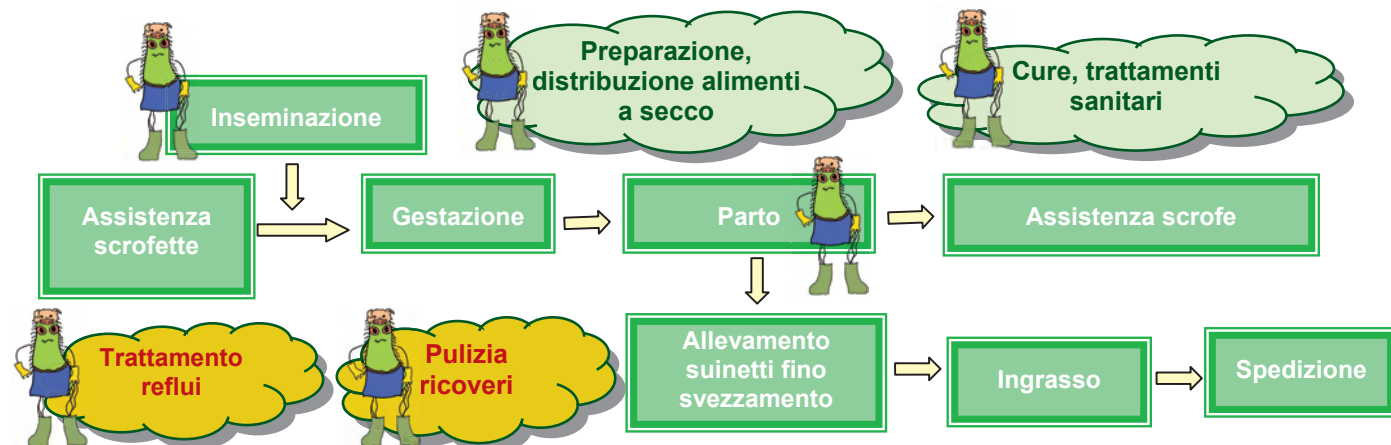 Preparazione,
distribuzione alimenti
a secco
Cure, trattamenti
sanitari
Inseminazione
Assistenza
scrofette
Gestazione
Parto
Assistenza scrofe
Trattamento
reflui
Pulizia
ricoveri
Allevamento
suinetti fino
svezzamento
Ingrasso
Spedizione